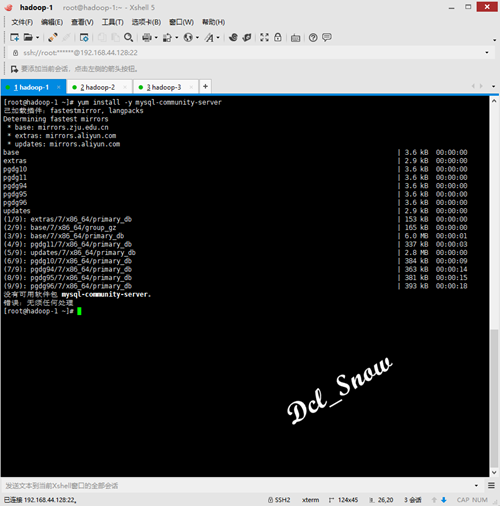 hadoop-1 root@hadoop-1:~ - Xshell 5
文件(F) 编辑(E) 查看(V) 工具(T) 选项卡(B) 窗口(W) 帮助(H)
ssh://root:******@192.168.44.128:22
要添加当前会话，点击左侧的箭头按钮。
1 hadoop-1 2 hadoop-2 3 hadoop-3 +
[root@hadoop-1 ~]# yum install -y mysql-community-server
已加载插件: fastestmirror, langpacks
Determining fastest mirrors
* base: mirrors.zju.edu.cn
* extras: mirrors.aliyun.com
* updates: mirrors.aliyun.com
base | 3.6 kB 00:00:00
extras | 2.9 kB 00:00:00
pgdg10 | 3.6 kB 00:00:00
pgdg11 | 3.6 kB 00:00:00
pgdg94 | 3.6 kB 00:00:00
pgdg95 | 3.6 kB 00:00:00
pgdg96 | 3.6 kB 00:00:00
updates | 2.9 kB 00:00:00
(1/9): extras/7/x86_64/primary_db | 153 kB 00:00:00
(2/9): base/7/x86_64/group_gz | 165 kB 00:00:00
(3/9): base/7/x86_64/primary_db | 6.0 MB 00:00:01
(4/9): pgdg11/7/x86_64/primary_db | 337 kB 00:00:03
(5/9): updates/7/x86_64/primary_db | 2.8 MB 00:00:00
(6/9): pgdg10/7/x86_64/primary_db | 384 kB 00:00:09
(7/9): pgdg94/7/x86_64/primary_db | 363 kB 00:00:14
(8/9): pgdg95/7/x86_64/primary_db | 381 kB 00:00:15
(9/9): pgdg96/7/x86_64/primary_db | 393 kB 00:00:18
没有可用软件包 mysql-community-server。
错误: 无须任何处理
[root@hadoop-1 ~]#
Dcl_Snow
发送文本到当前Xshell窗口的全部会话
已连接 192.168.44.128:22。 SSH2 xterm 124x45 26,20 3 会话 CAP NUM